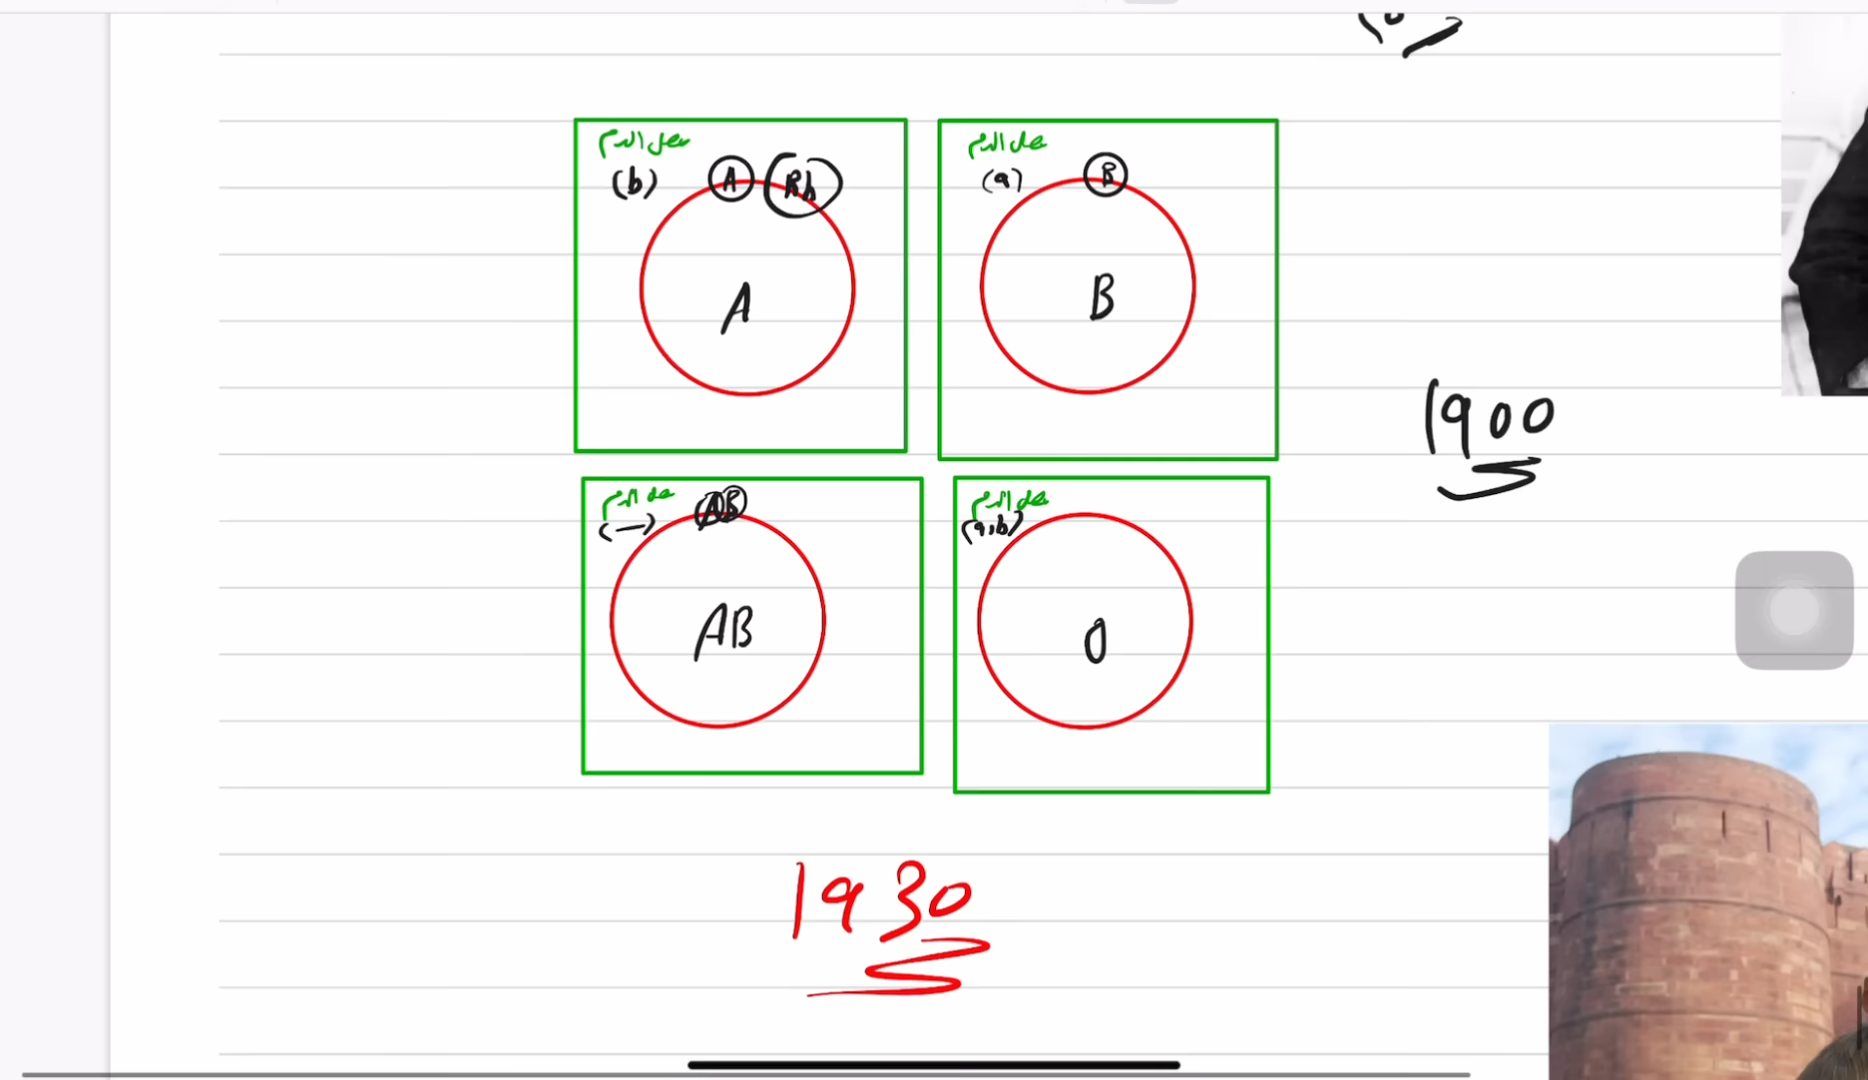 مصل الدم
(b) A Rh
A
مصل الدم
(a) B
B
1900
مصل الدم
(—) AB
AB
مصل الدم
(a,b)
O
1930